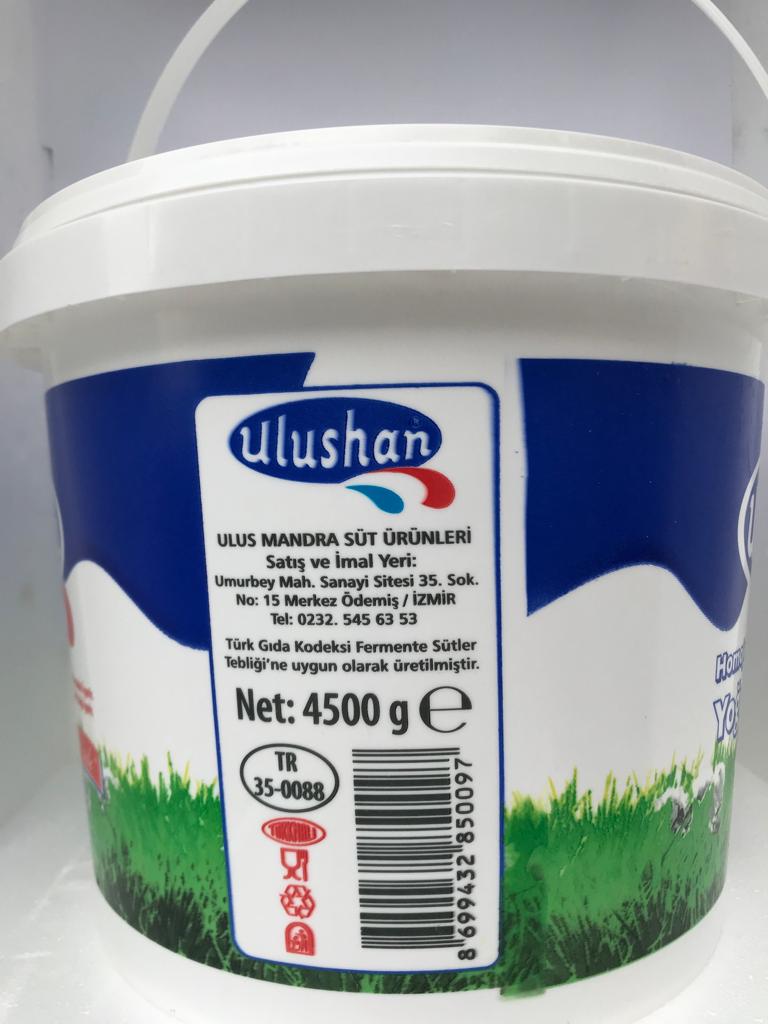 ulushan
ULUS MANDRA SÜT ÜRÜNLERİ
Satış ve İmal Yeri:
Umurbey Mah. Sanayi Sitesi 35. Sok.
No: 15 Merkez Ödemiş / İZMİR
Tel: 0232. 545 63 53
Türk Gıda Kodeksi Fermente Sütler
Tebliği'ne uygun olarak üretilmiştir.
Net: 4500 g ℮
TR
35-0088
8 699432 850097